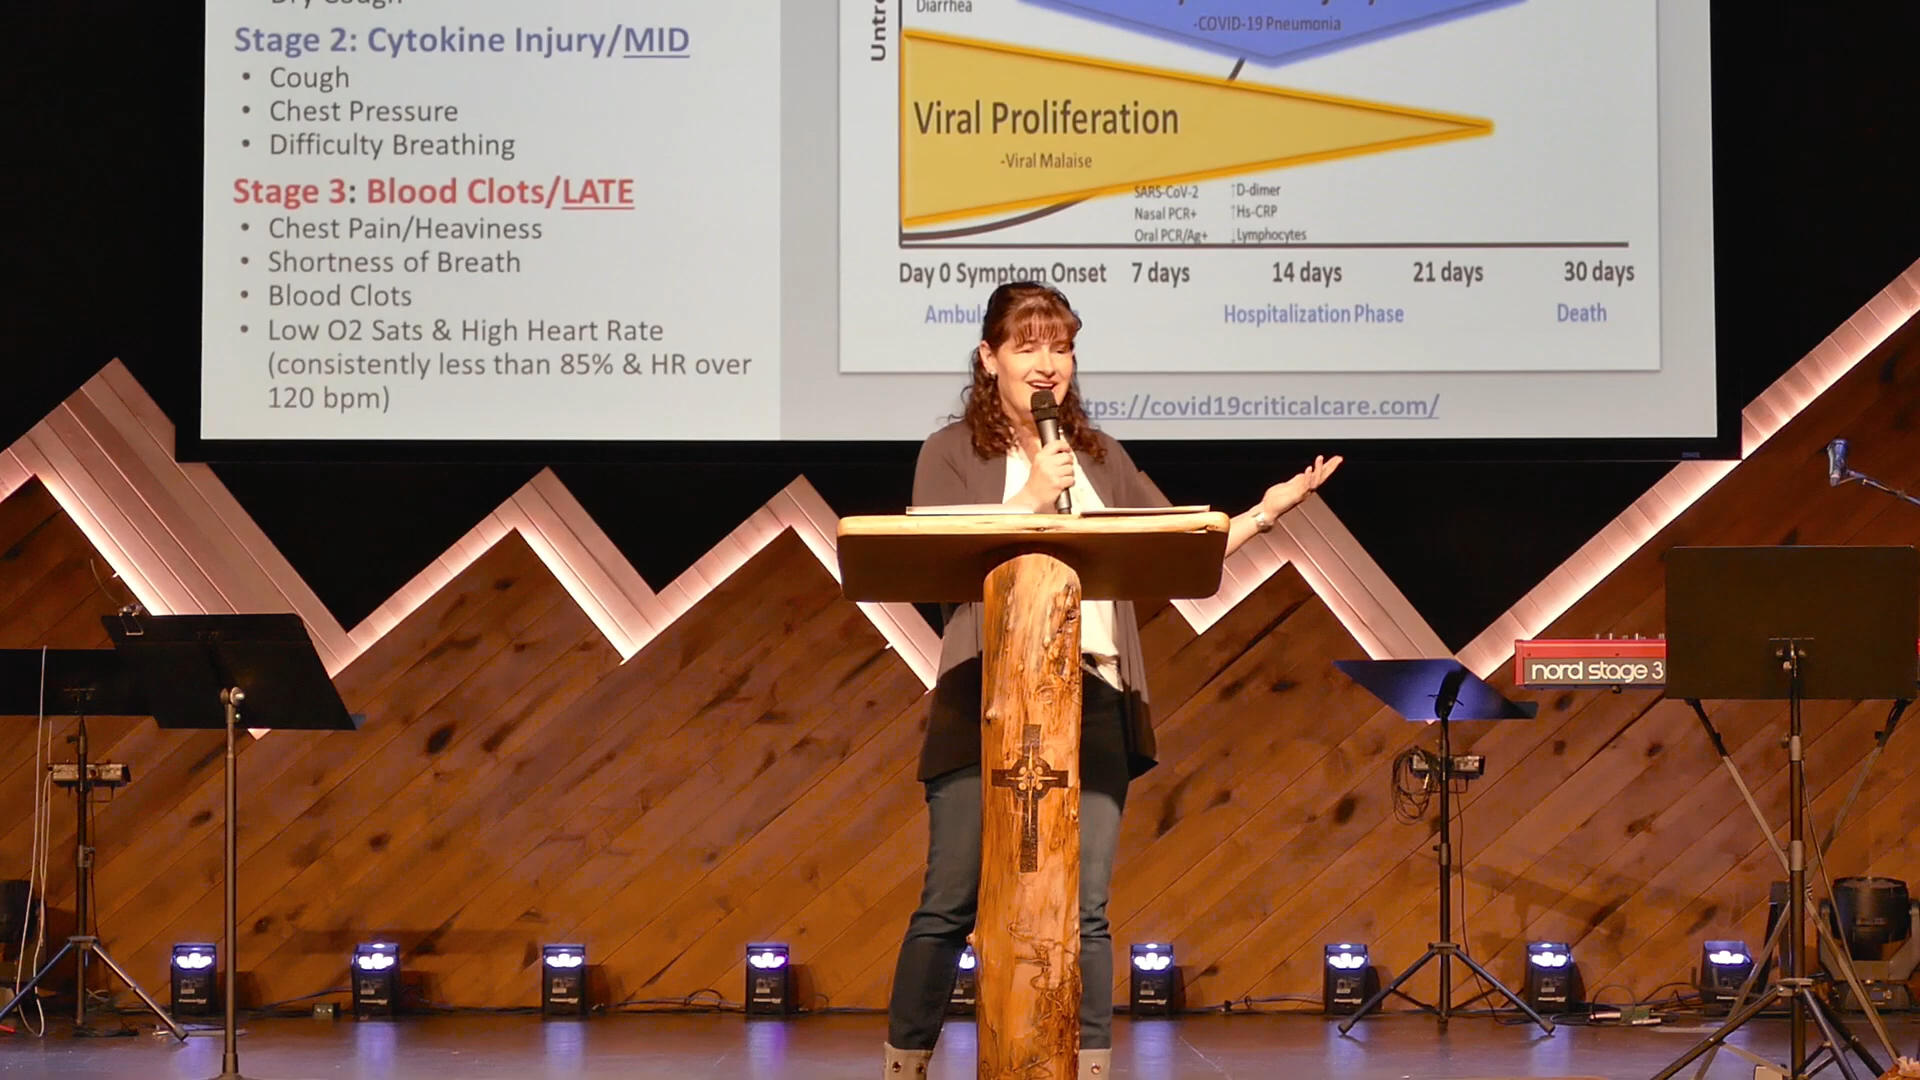 Stage 2: Cytokine Injury/MID
• Cough
• Chest Pressure
• Difficulty Breathing
Stage 3: Blood Clots/LATE
• Chest Pain/Heaviness
• Shortness of Breath
• Blood Clots
• Low O2 Sats & High Heart Rate
(consistently less than 85% & HR over
120 bpm)
Diarrhea
-COVID-19 Pneumonia
Viral Proliferation
-Viral Malaise
SARS-CoV-2
Nasal PCR+
Oral PCR/Ag+
↑D-dimer
↑Hs-CRP
↓Lymphocytes
Day 0 Symptom Onset 7 days 14 days 21 days 30 days
Hospitalization Phase Death
tps://covid19criticalcare.com/
nord stage 3